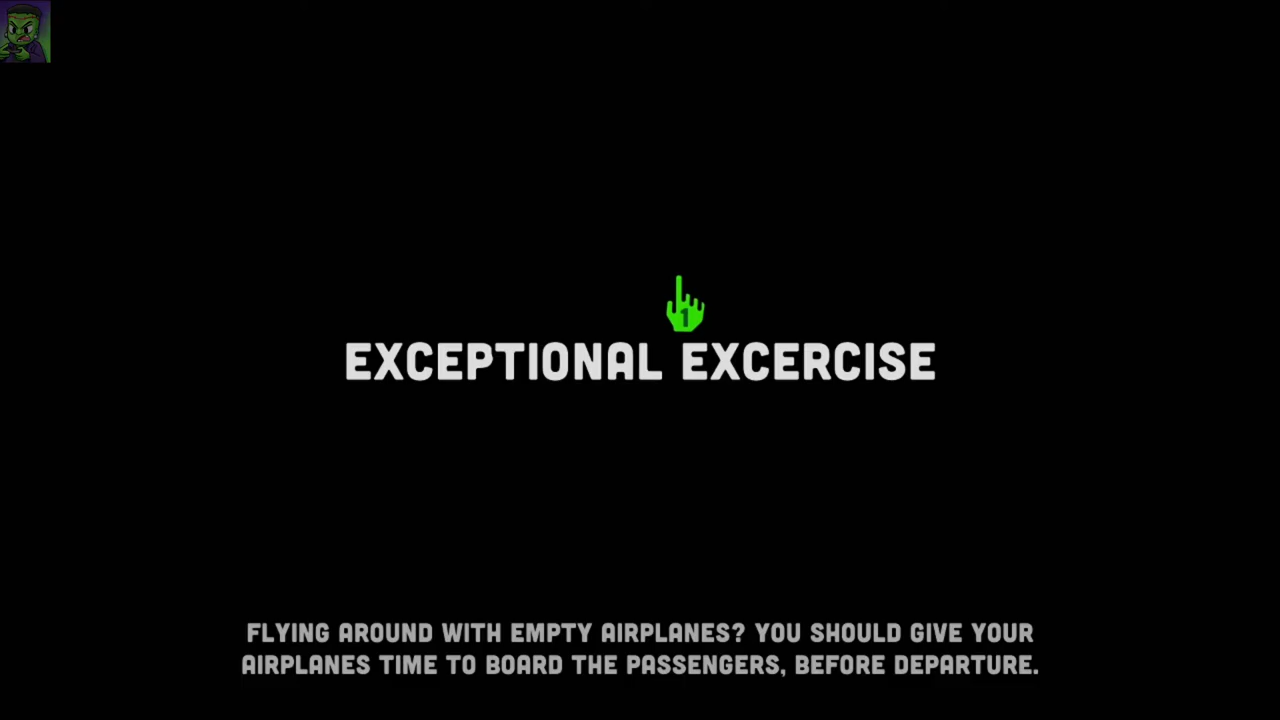 1
EXCEPTIONAL EXCERCISE
FLYING AROUND WITH EMPTY AIRPLANES? YOU SHOULD GIVE YOUR
AIRPLANES TIME TO BOARD THE PASSENGERS, BEFORE DEPARTURE.